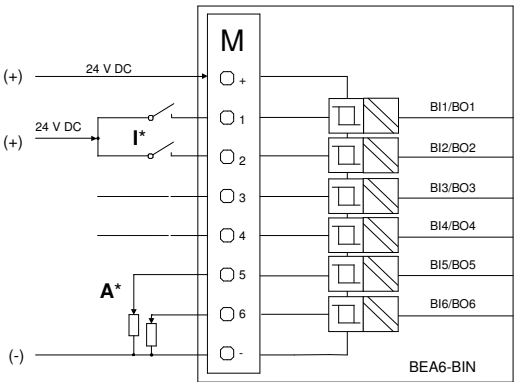 M
(+) 24 V DC +
1 BI1/BO1
(+) 24 V DC I*
2 BI2/BO2
3 BI3/BO3
4 BI4/BO4
5 BI5/BO5
A*
6 BI6/BO6
(-) -
BEA6-BIN